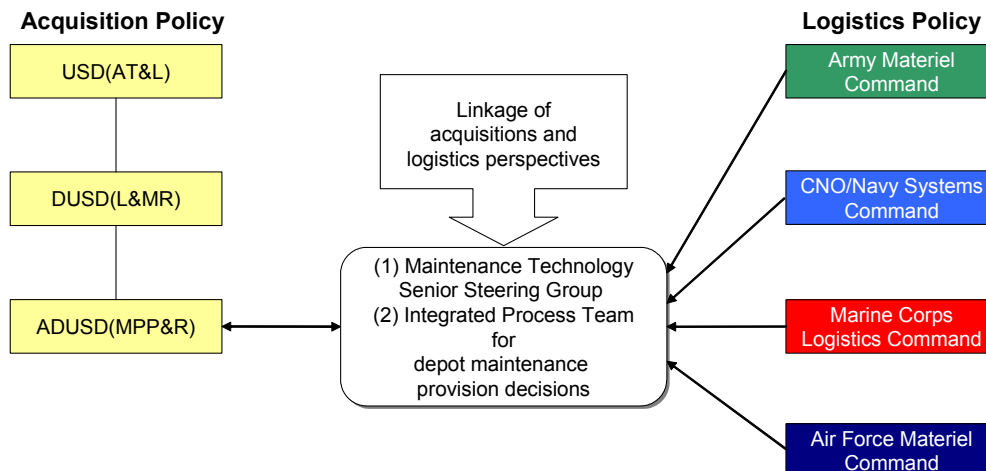 Acquisition Policy
USD(AT&L)
DUSD(L&MR)
ADUSD(MPP&R)
Linkage of
acquisitions and
logistics perspectives
(1) Maintenance Technology
Senior Steering Group
(2) Integrated Process Team
for
depot maintenance
provision decisions
Logistics Policy
Army Materiel
Command
CNO/Navy Systems
Command
Marine Corps
Logistics Command
Air Force Materiel
Command